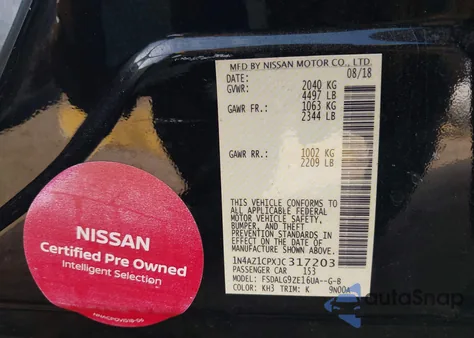 MFD BY NISSAN MOTOR CO., LTD.
DATE: 08/18
GVWR: 2040 KG
4497 LB
GAWR FR.: 1063 KG
2344 LB
GAWR RR.: 1002 KG
2209 LB
THIS VEHICLE CONFORMS TO
ALL APPLICABLE FEDERAL
MOTOR VEHICLE SAFETY,
BUMPER, AND THEFT
PREVENTION STANDARDS
IN EFFECT ON THE DATE OF
MANUFACTURE SHOWN ABOVE.
1N4AZ1CPXJC317203
PASSENGER CAR 153
MODEL: FSDALG9ZE16UA--G-B
COLOR: KH3 TRIM: K 9N00A
NISSAN
Certified Pre Owned
Intelligent Selection
autoSnap